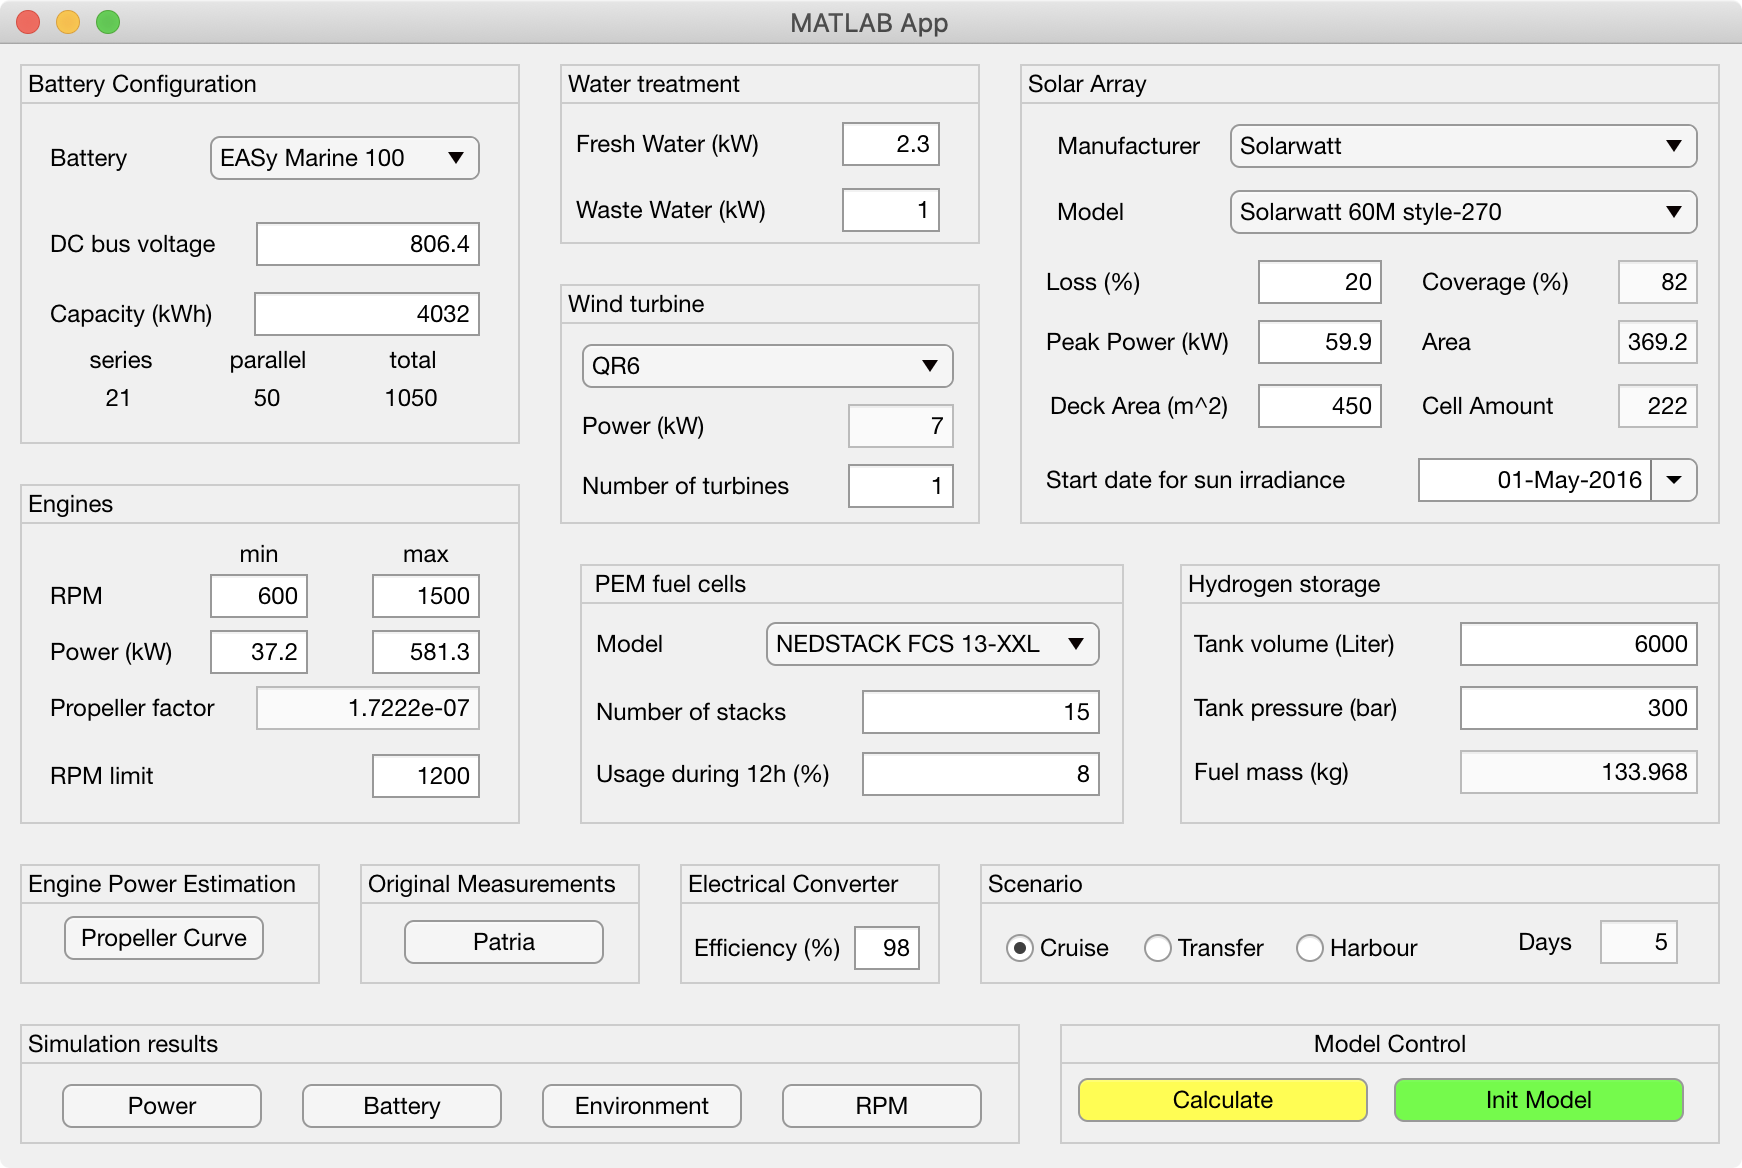 MATLAB App
Battery Configuration
Battery
EASy Marine 100
DC bus voltage
806.4
Capacity (kWh)
4032
series parallel total
21 50 1050
Water treatment
Fresh Water (kW)
2.3
Waste Water (kW)
1
Wind turbine
QR6
Power (kW)
7
Number of turbines
1
Solar Array
Manufacturer
Solarwatt
Model
Solarwatt 60M style-270
Loss (%)
20
Coverage (%)
82
Peak Power (kW)
59.9
Area
369.2
Deck Area (m^2)
450
Cell Amount
222
Start date for sun irradiance
01-May-2016
Engines
min max
RPM
600
1500
Power (kW)
37.2
581.3
Propeller factor
1.7222e-07
RPM limit
1200
PEM fuel cells
Model
NEDSTACK FCS 13-XXL
Number of stacks
15
Usage during 12h (%)
8
Hydrogen storage
Tank volume (Liter)
6000
Tank pressure (bar)
300
Fuel mass (kg)
133.968
Engine Power Estimation
Propeller Curve
Original Measurements
Patria
Electrical Converter
Efficiency (%)
98
Scenario
Cruise
Transfer
Harbour
Days
5
Simulation results
Power
Battery
Environment
RPM
Model Control
Calculate
Init Model